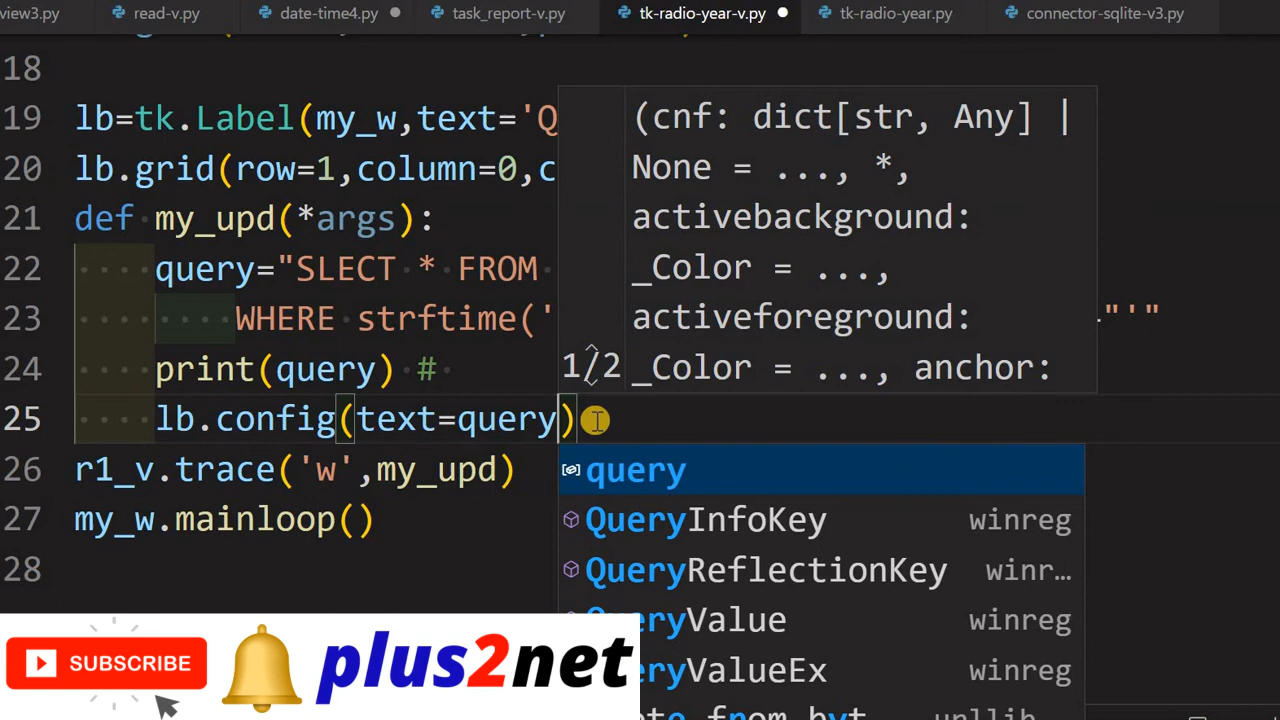 view3.py read-v.py date-time4.py task_report-v.py tk-radio-year-v.py tk-radio-year.py connector-sqlite-v3.py
18
19 lb=tk.Label(my_w,text='Q
20 lb.grid(row=1,column=0,c
21 def my_upd(*args):
22 query="SLECT * FROM
23 WHERE strftime(' "'"
24 print(query) #
25 lb.config(text=query)
26 r1_v.trace('w',my_upd)
27 my_w.mainloop()
28
(cnf: dict[str, Any] |
None = ..., *,
activebackground:
_Color = ...,
activeforeground:
1/2 _Color = ..., anchor:
query
QueryInfoKey winreg
QueryReflectionKey winr…
eryValue winreg
eryValueEx winreg
SUBSCRIBE
plus2net